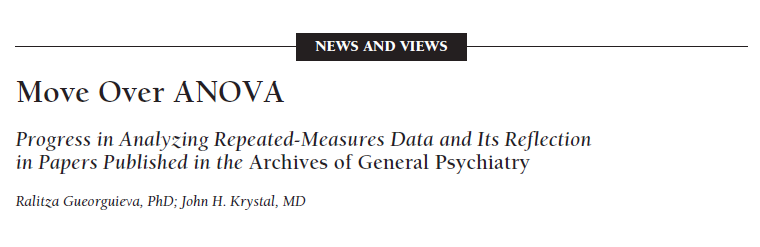 NEWS AND VIEWS
Move Over ANOVA
Progress in Analyzing Repeated-Measures Data and Its Reflection
in Papers Published in the Archives of General Psychiatry
Ralitza Gueorguieva, PhD; John H. Krystal, MD